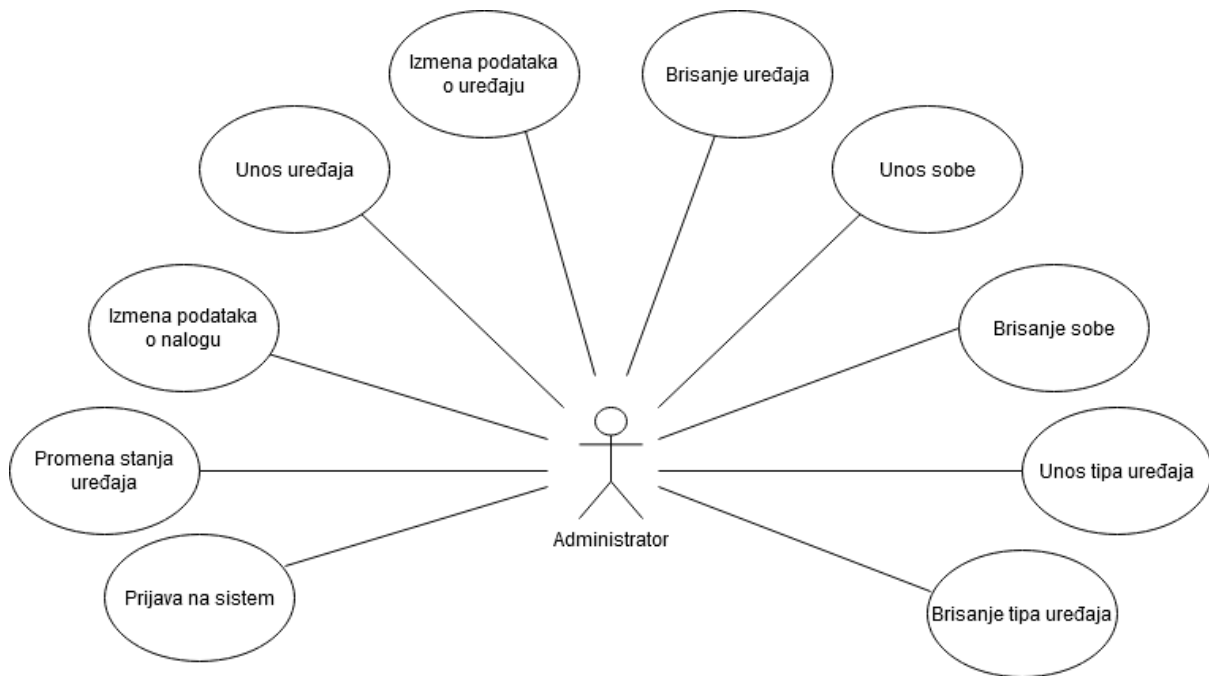 Izmena podataka
o uređaju
Brisanje uređaja
Unos uređaja
Unos sobe
Izmena podataka
o nalogu
Brisanje sobe
Promena stanja
uređaja
Unos tipa uređaja
Administrator
Prijava na sistem
Brisanje tipa uređaja